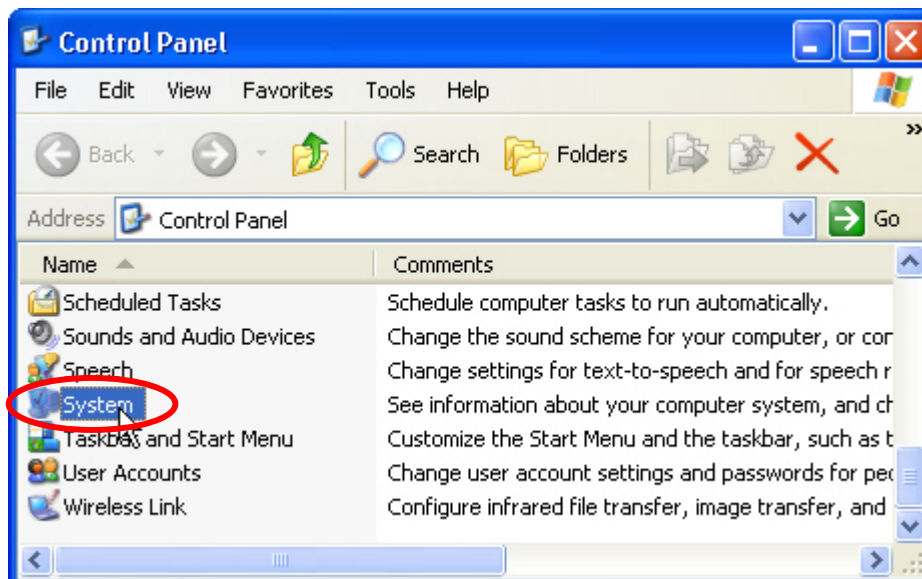 Control Panel
File Edit View Favorites Tools Help
Back Search Folders »
Address Control Panel Go
Name Comments
Scheduled Tasks Schedule computer tasks to run automatically.
Sounds and Audio Devices Change the sound scheme for your computer, or con
Speech Change settings for text-to-speech and for speech r
System See information about your computer system, and ch
Taskbar and Start Menu Customize the Start Menu and the taskbar, such as t
User Accounts Change user account settings and passwords for peo
Wireless Link Configure infrared file transfer, image transfer, and